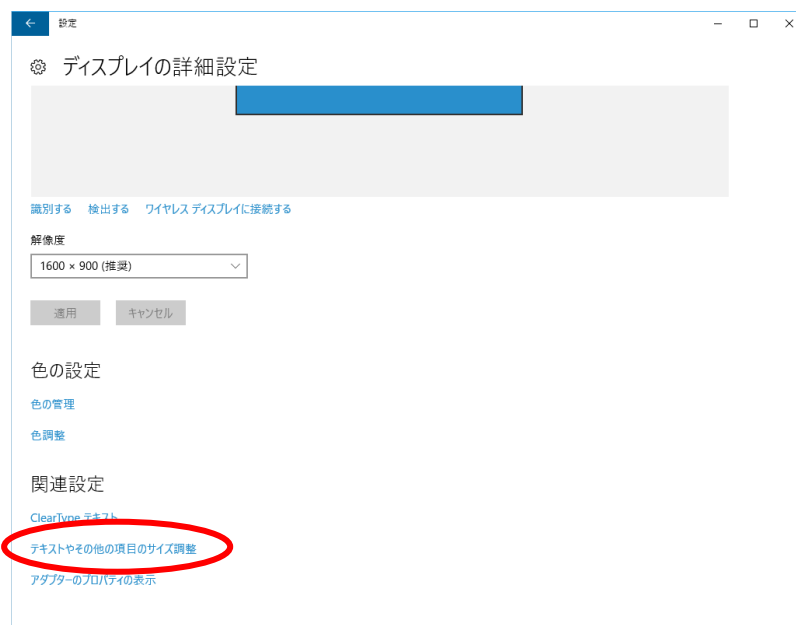 設定
ディスプレイの詳細設定
識別する 検出する ワイヤレス ディスプレイに接続する
解像度
1600 × 900 (推奨)
適用 キャンセル
色の設定
色の管理
色調整
関連設定
ClearType テキスト
テキストやその他の項目のサイズ調整
アダプターのプロパティの表示